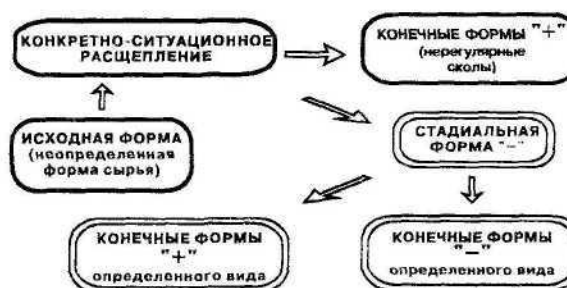 КОНКРЕТНО-СИТУАЦИОННОЕ
РАСЩЕПЛЕНИЕ
КОНЕЧНЫЕ ФОРМЫ "+"
(нерегулярные
сколы)
ИСХОДНАЯ ФОРМА
(неопределенная
форма сырья)
СТАДИАЛЬНАЯ
ФОРМА "–"
КОНЕЧНЫЕ ФОРМЫ
"+"
определенного вида
КОНЕЧНЫЕ ФОРМЫ
"–"
определенного вида